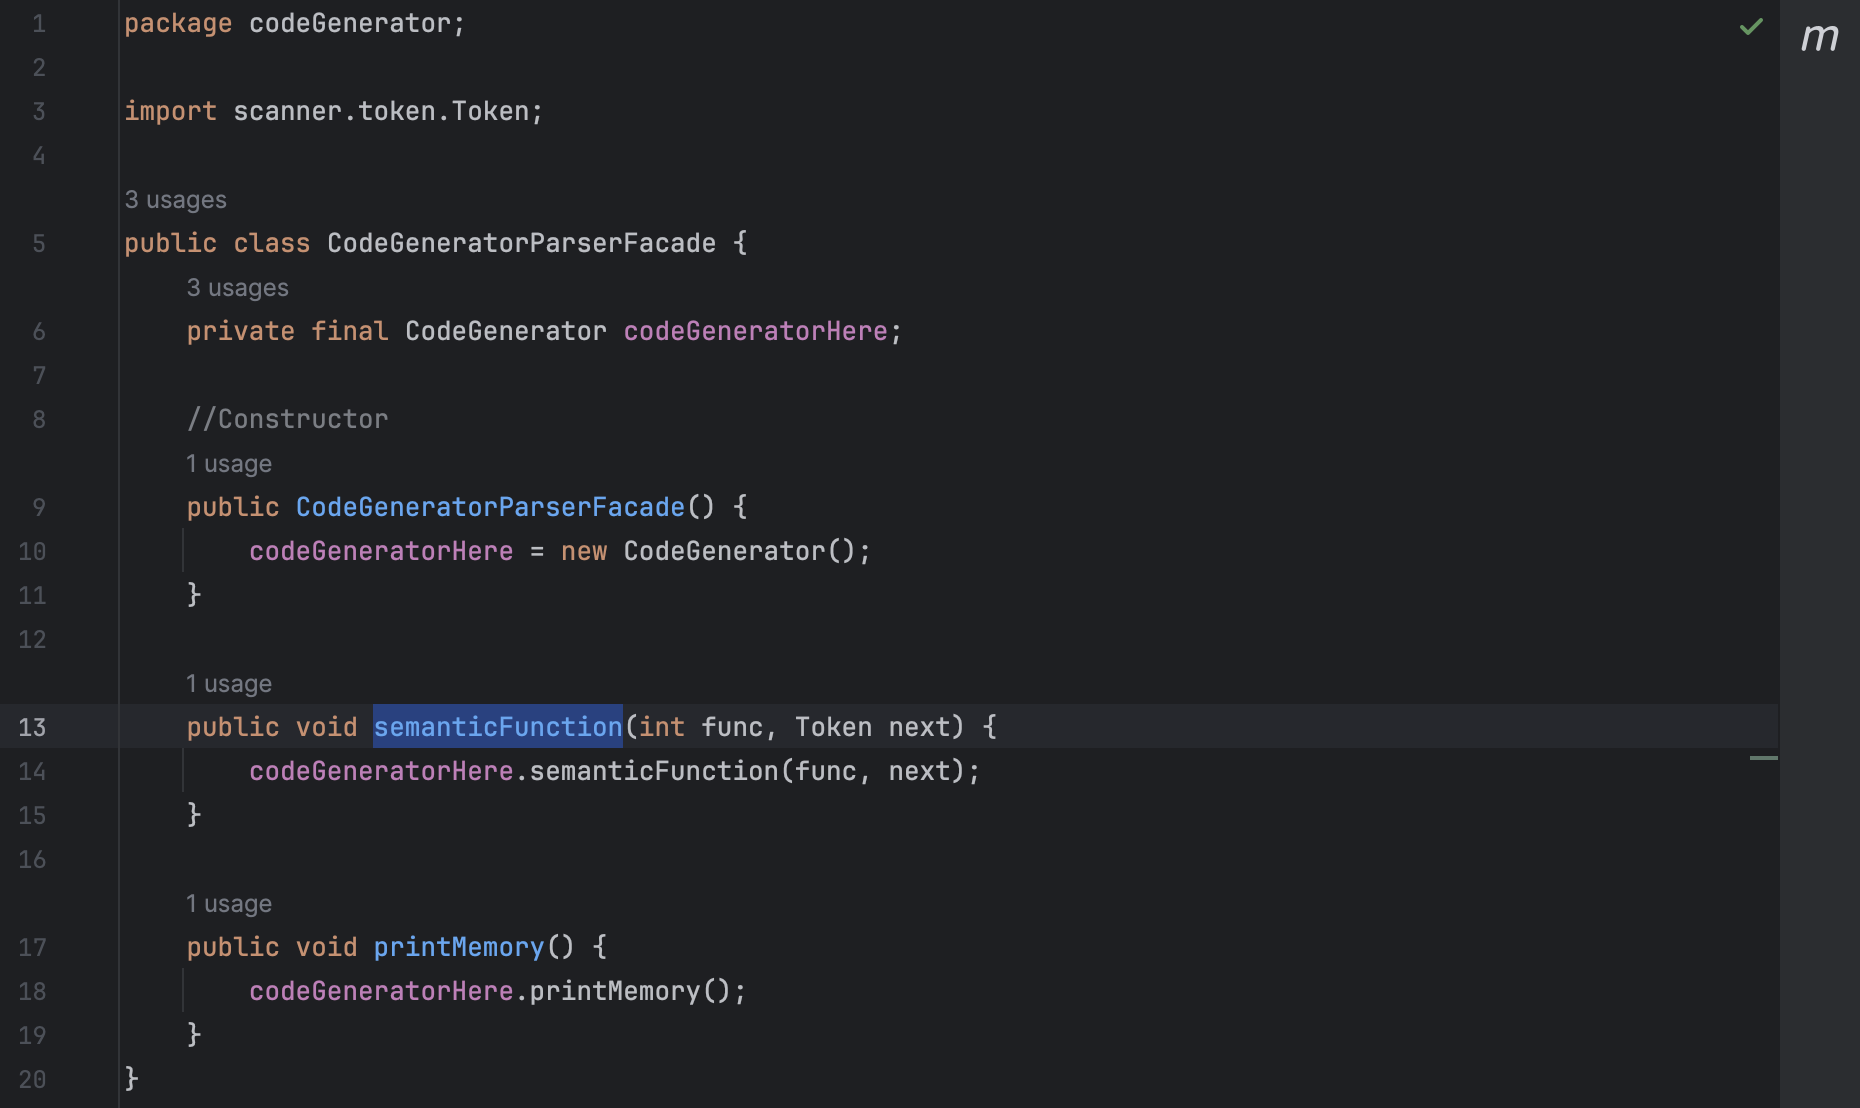 1 package codeGenerator;
2
3 import scanner.token.Token;
4
3 usages
5 public class CodeGeneratorParserFacade {
3 usages
6 private final CodeGenerator codeGeneratorHere;
7
8 //Constructor
1 usage
9 public CodeGeneratorParserFacade() {
10 codeGeneratorHere = new CodeGenerator();
11 }
12
1 usage
13 public void semanticFunction(int func, Token next) {
14 codeGeneratorHere.semanticFunction(func, next);
15 }
16
1 usage
17 public void printMemory() {
18 codeGeneratorHere.printMemory();
19 }
20 }
m